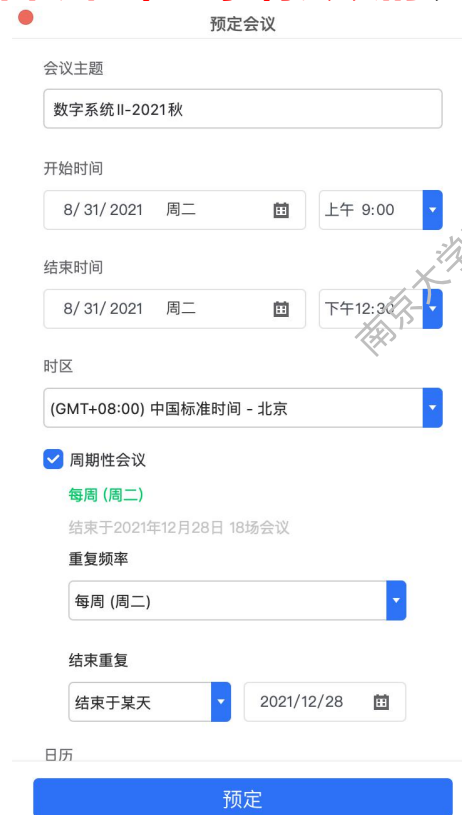 预定会议
会议主题
数字系统II-2021秋
开始时间
8/ 31/ 2021 周二 上午 9:00
结束时间
8/ 31/ 2021 周二 下午12:30
南京大学
时区
(GMT+08:00) 中国标准时间 - 北京
周期性会议
每周 (周二)
结束于2021年12月28日 18场会议
重复频率
每周 (周二)
结束重复
结束于某天 2021/12/28
日历
预定